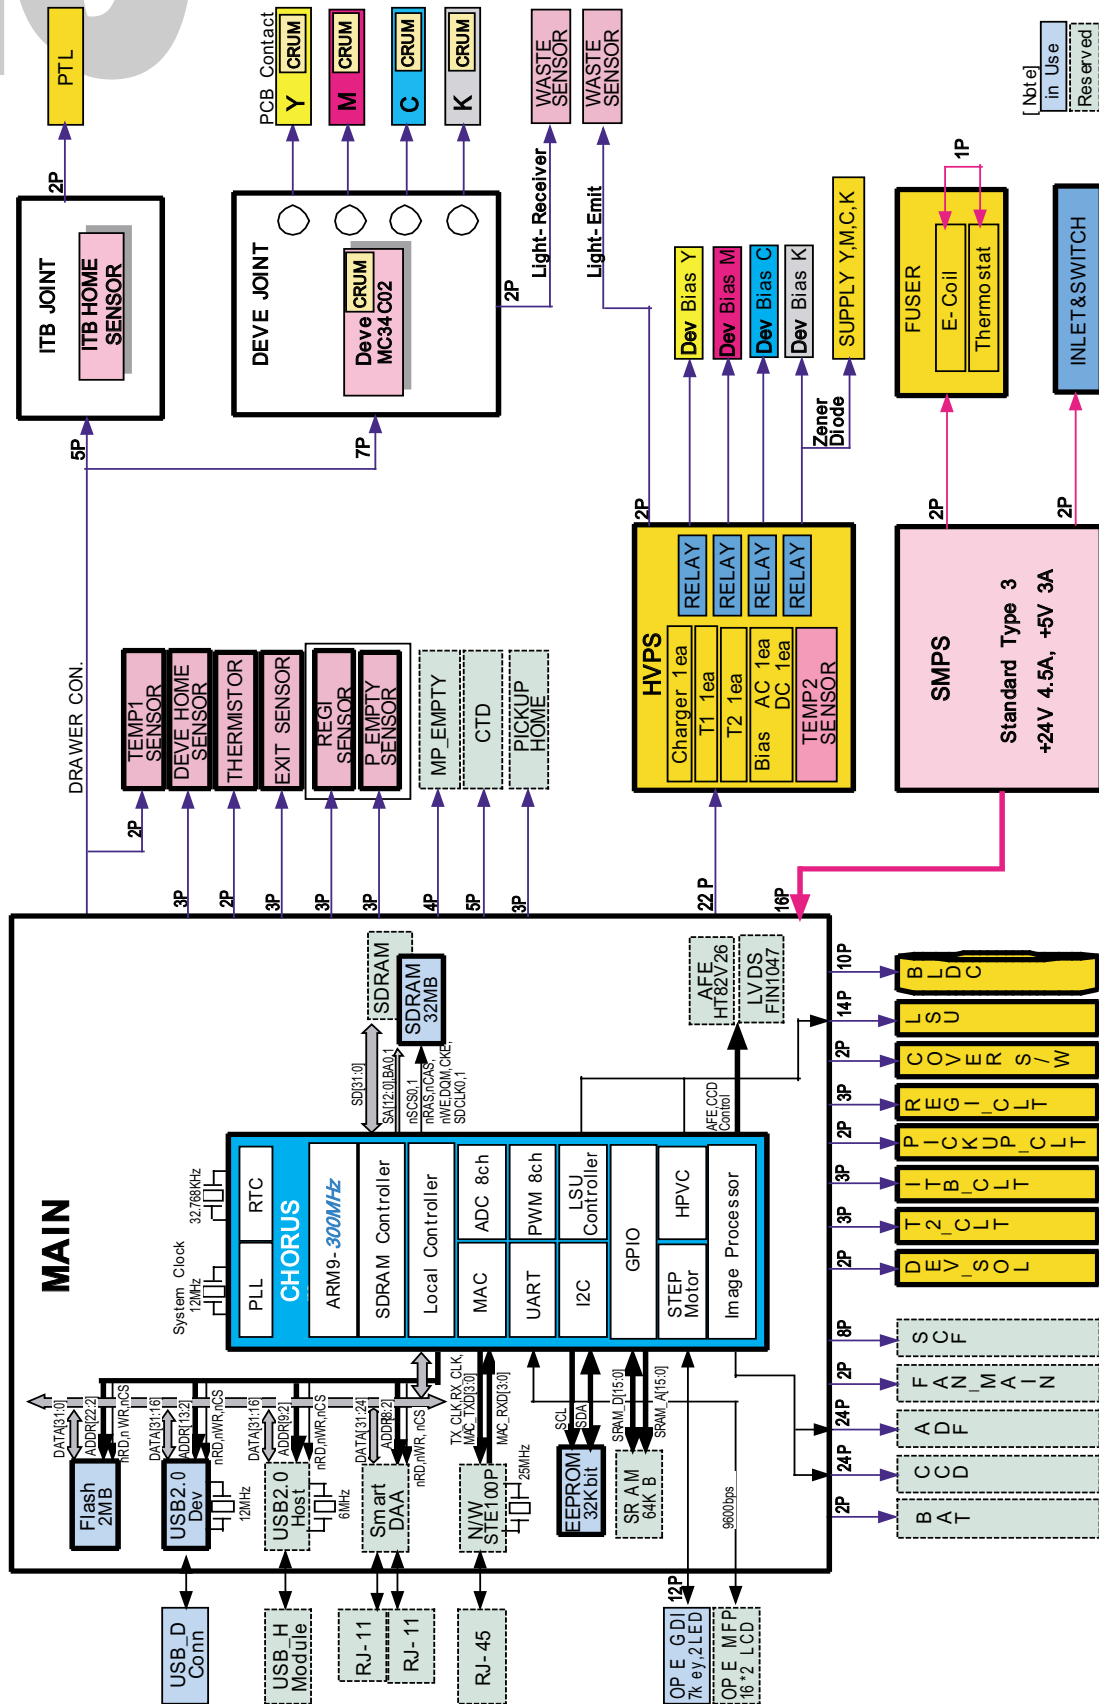 PTL
2P
ITB JOINT
ITB HOME
SENSOR
5P
DRAWER CON.
PCB Contact
Y
CRUM
M
CRUM
C
CRUM
K
CRUM
DEVE JOINT
CRUM
Deve
MC34C02
7P
2P
Light-Receiver
WASTE
SENSOR
Light-Emit
WASTE
SENSOR
[Note]
in Use
Reserved
TEMP1
SENSOR
2P
DEVE HOME
SENSOR
3P
THERMISTOR
2P
EXIT SENSOR
3P
REGI
SENSOR
3P
P_EMPTY
SENSOR
3P
MP_EMPTY
4P
CTD
5P
PICKUP
HOME
3P
Dev Bias Y
Dev Bias M
Dev Bias C
Dev Bias K
SUPPLY Y,M,C,K
Zener
Diode
2P
HVPS
RELAY
RELAY
RELAY
RELAY
Charger 1ea
T1 1ea
T2 1ea
Bias AC 1ea
DC 1ea
TEMP2
SENSOR
22P
FUSER
E-Coil
Thermostat
1P
2P
INLET&SWITCH
2P
SMPS
Standard Type 3
+24V 4.5A, +5V 3A
16P
MAIN
SDRAM
SDRAM
32MB
SD[31:0]
SA[12:0],BA0,1
nSCS0,1
nRAS,nCAS,
nWE,DQM,CKE,
SDCLK0,1
AFE
HT82V26
LVDS
FIN1047
AFE,CCD
Control
System Clock
12MHz
32.768KHz
PLL
RTC
CHORUS
ARM9-300MHz
SDRAM Controller
Local Controller
MAC
ADC 8ch
UART
PWM 8ch
I2C
LSU
Controller
GPIO
STEP
Motor
HPVC
Image Processor
DATA[31:0]
ADDR[22:2]
nRD,nWR,nCS
Flash
2MB
DATA[31:16]
ADDR[13:2]
nRD,nWR,nCS
USB2.0
Dev
12MHz
DATA[31:16]
ADDR[9:2]
nRD,nWR,nCS
USB2.0
Host
6MHz
DATA[31:24]
ADDR[8:2]
nRD,nWR,nCS
Smart
DAA
TX_CLK,RX_CLK,
MAC_TXD[3:0]
MAC_RXD[3:0]
N/W
STE100P
25MHz
SCL
SDA
EEPROM
32Kbit
SRAM_D[15:0]
SRAM_A[15:0]
SRAM
64KB
9600bps
USB_D
Conn
USB_H
Module
RJ-11
RJ-11
RJ-45
12P
OPE GDI
7key,2LED
OPE MFP
16*2 LCD
10P
BLDC
14P
LSU
2P
COVER S/W
3P
REGI_CLT
2P
PICKUP_CLT
3P
ITB_CLT
3P
T2_CLT
2P
DEV_SOL
8P
SCF
2P
FAN_MAIN
24P
ADF
24P
CCD
2P
BAT